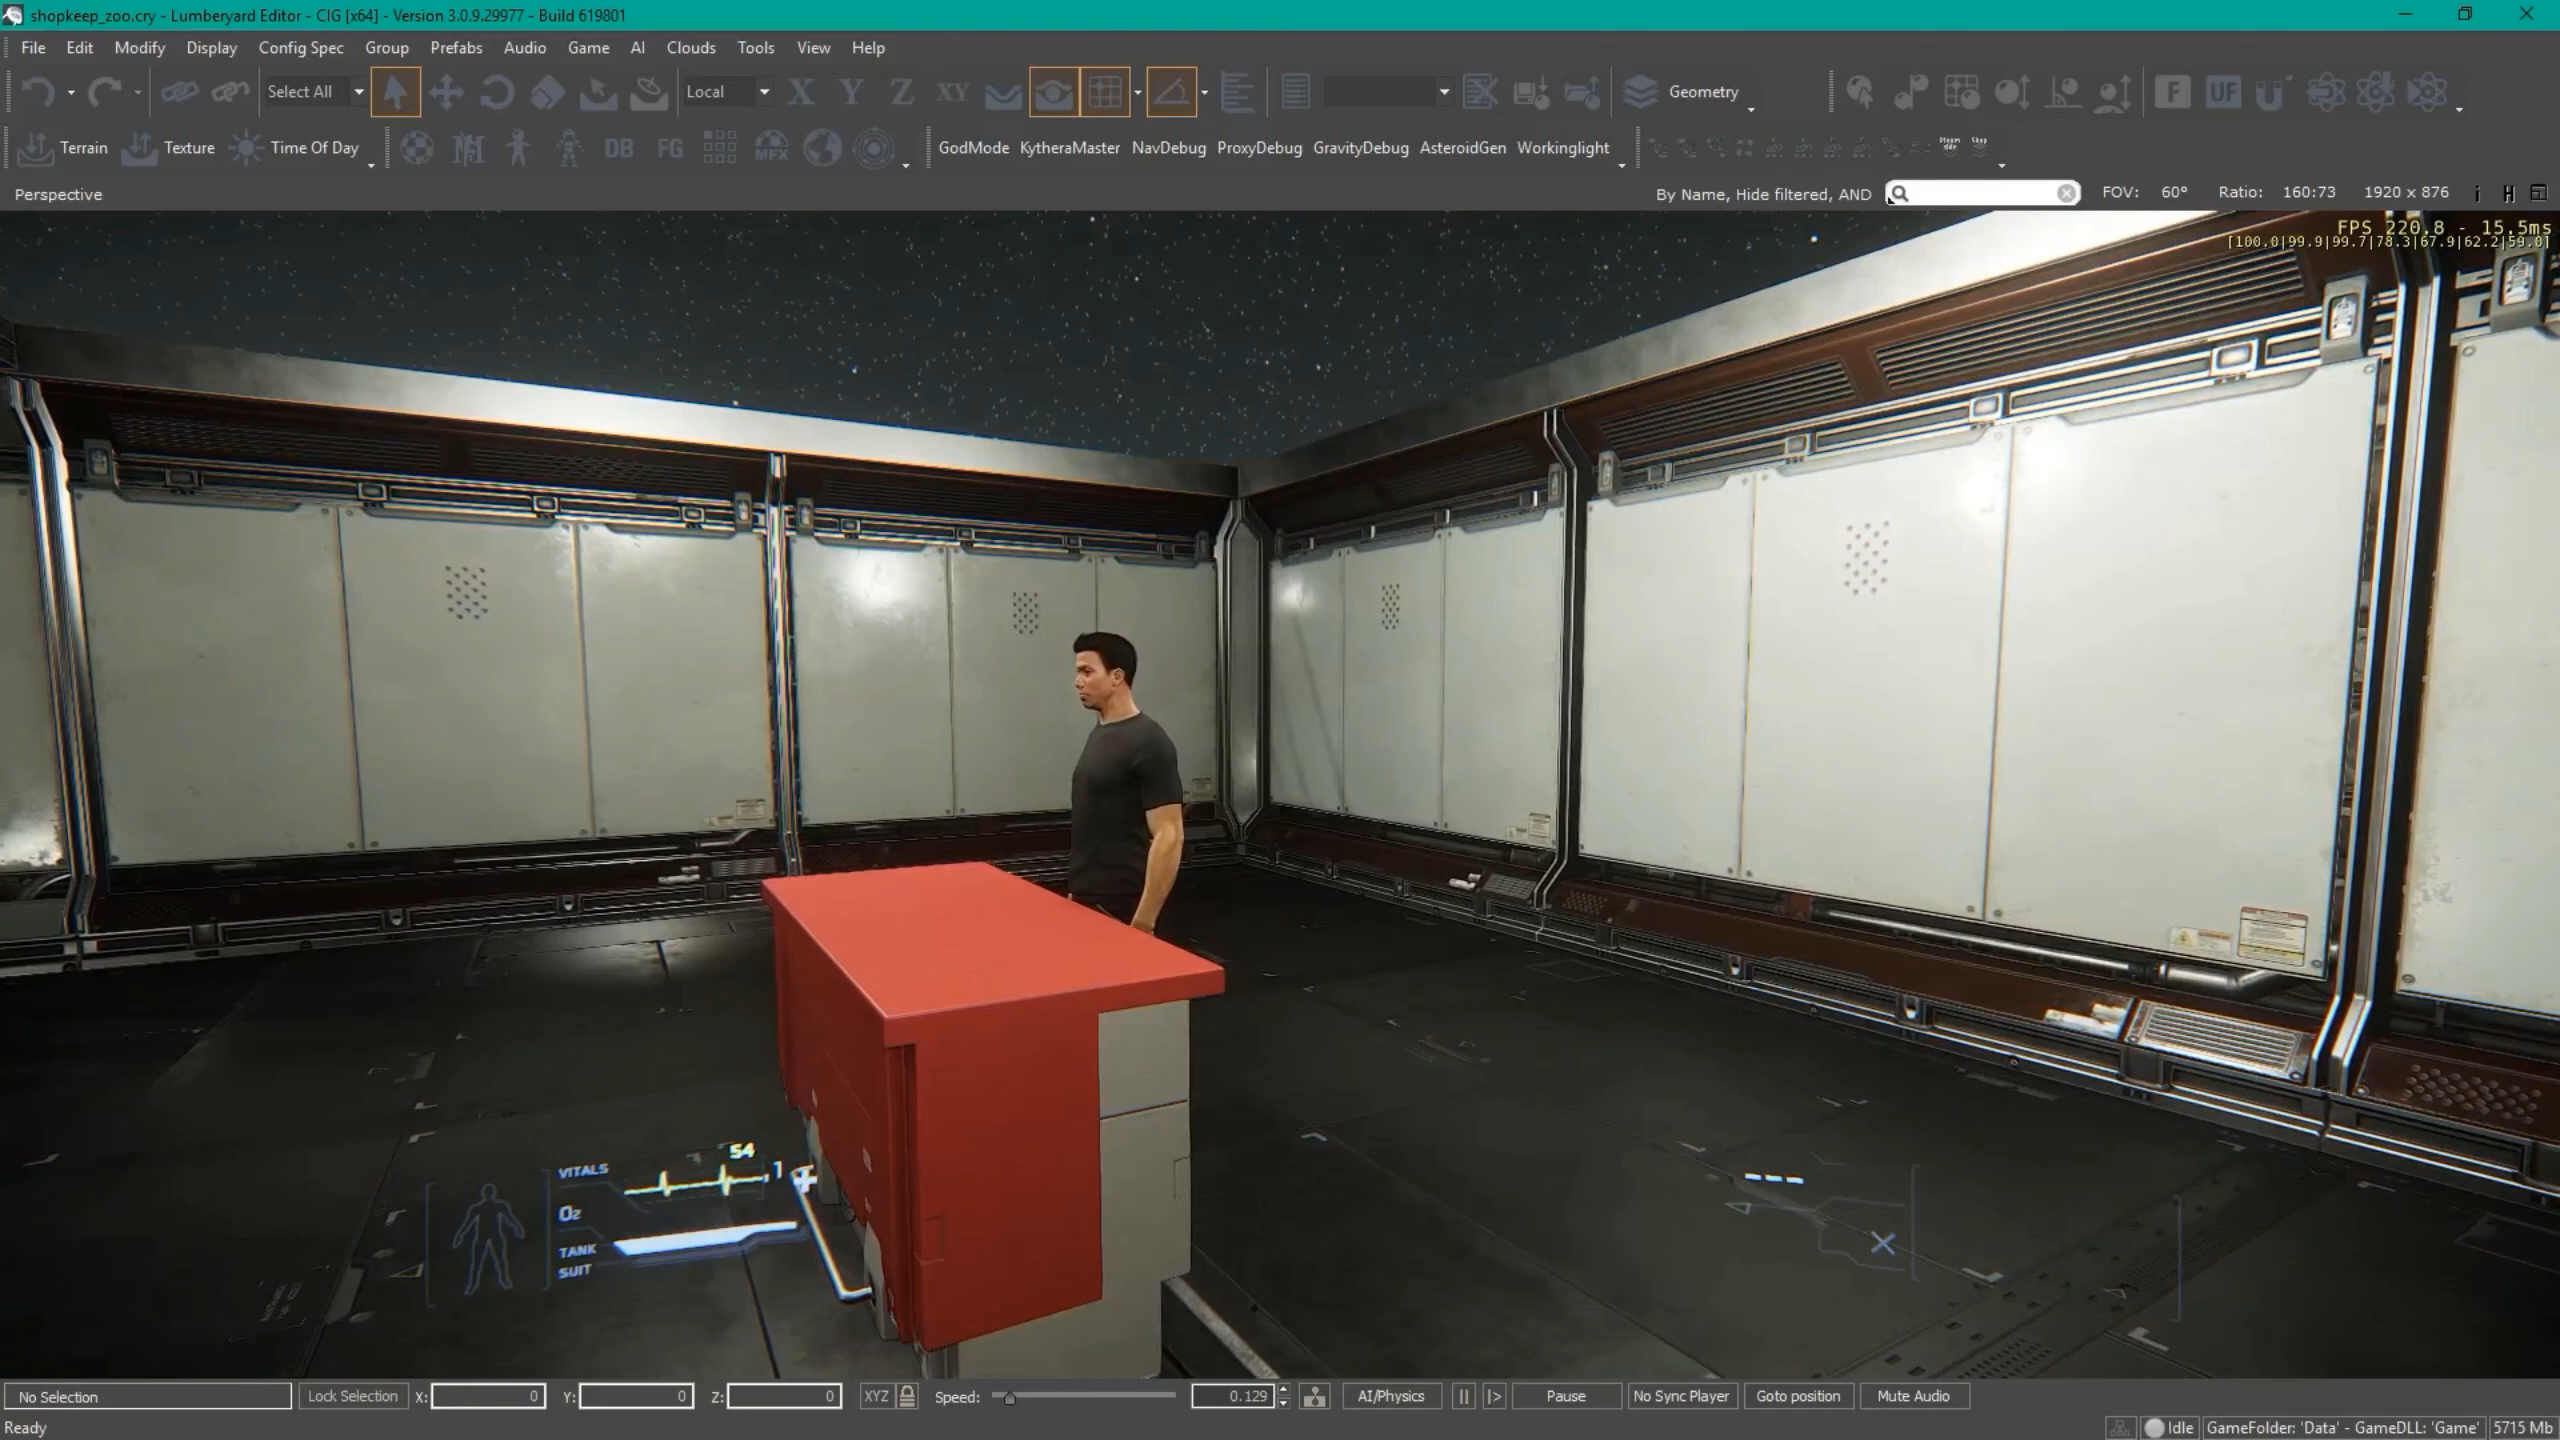 shopkeep_zoo.cry - Lumberyard Editor - CIG [x64] - Version 3.0.9.29977 - Build 619801
File Edit Modify Display Config Spec Group Prefabs Audio Game AI Clouds Tools View Help
Select All Local X Y Z XY Geometry F UF
Terrain Texture Time Of Day DB FG MFX GodMode KytheraMaster NavDebug ProxyDebug GravityDebug AsteroidGen Workinglight
Perspective By Name, Hide filtered, AND FOV: 60° Ratio: 160:73 1920 x 876 i H
FPS 220.8 - 15.5ms
[100.0|99.9|99.7|78.3|67.9|62.2|59.0]
54
VITALS
1
O2
TANK
SUIT
No Selection Lock Selection X: 0 Y: 0 Z: 0 XYZ Speed: 0.129 AI/Physics Pause No Sync Player Goto position Mute Audio
Ready Idle GameFolder: 'Data' - GameDLL: 'Game' 5715 Mb